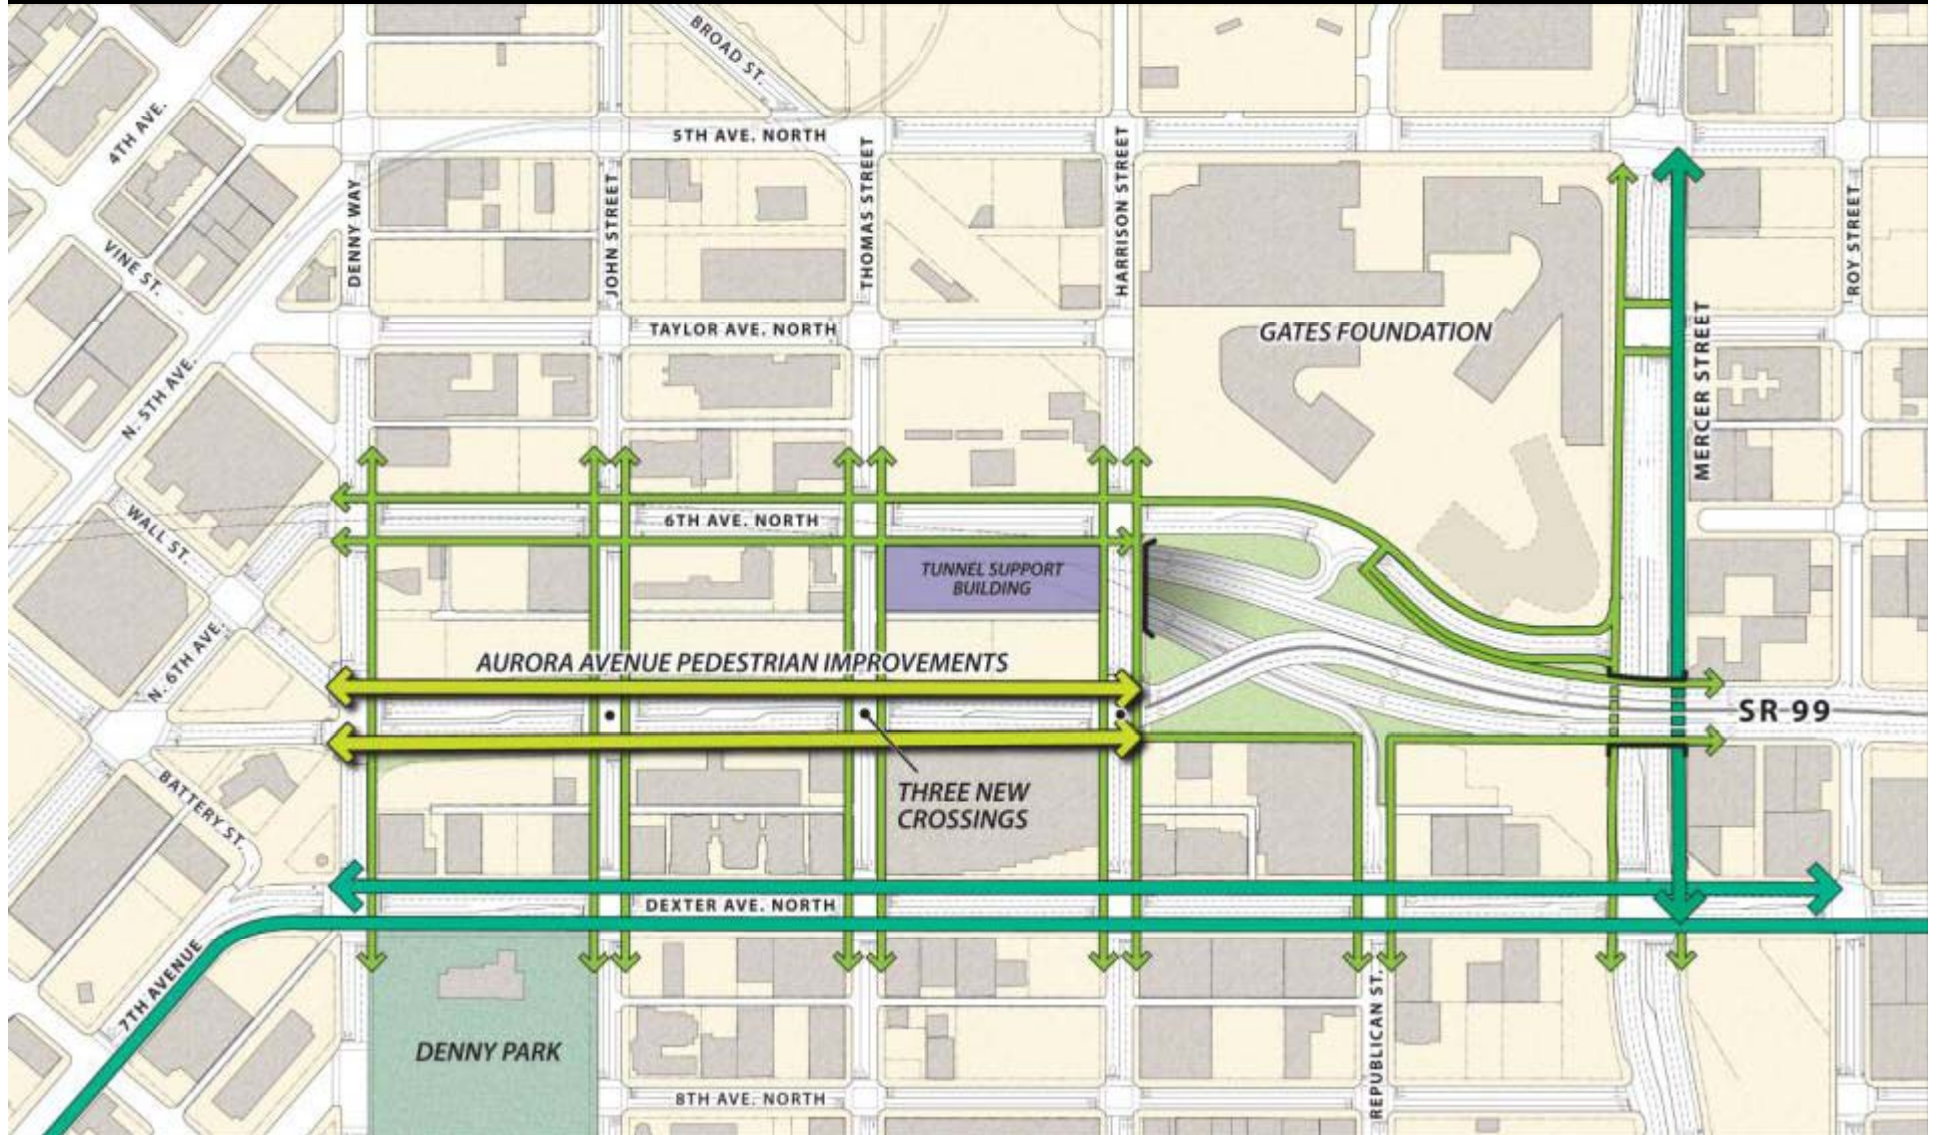 BROAD ST.
4TH AVE.
5TH AVE. NORTH
DENNY WAY
JOHN STREET
THOMAS STREET
HARRISON STREET
ROY STREET
VINE ST.
TAYLOR AVE. NORTH
GATES FOUNDATION
MERCER STREET
N. 5TH AVE.
WALL ST.
6TH AVE. NORTH
TUNNEL SUPPORT
BUILDING
N. 6TH AVE.
AURORA AVENUE PEDESTRIAN IMPROVEMENTS
SR 99
THREE NEW
CROSSINGS
BATTERY ST.
DEXTER AVE. NORTH
7TH AVENUE
REPUBLICAN ST.
DENNY PARK
8TH AVE. NORTH